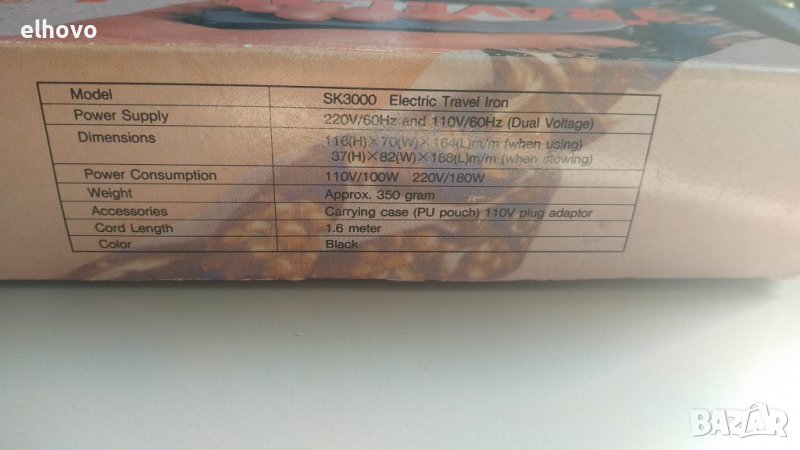 elhovo
Model SK3000 Electric Travel Iron
Power Supply 220V/60Hz and 110V/60Hz (Dual Voltage)
Dimensions 116(H)×70(W)×164(L)m/m (when using)
37(H)×82(W)×168(L)m/m (when stowing)
Power Consumption 110V/100W 220V/180W
Weight Approx. 350 gram
Accessories Carrying case (PU pouch) 110V plug adaptor
Cord Length 1.6 meter
Color Black
BAZAR